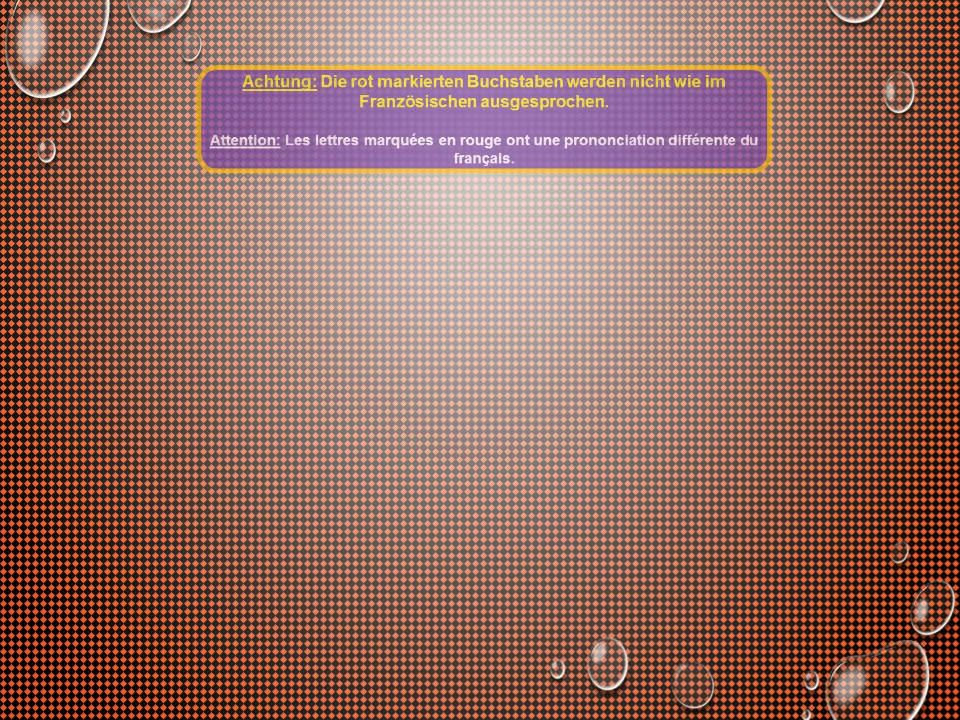 Achtung: Die rot markierten Buchstaben werden nicht wie im
Französischen ausgesprochen.
Attention: Les lettres marquées en rouge ont une prononciation différente du
français.